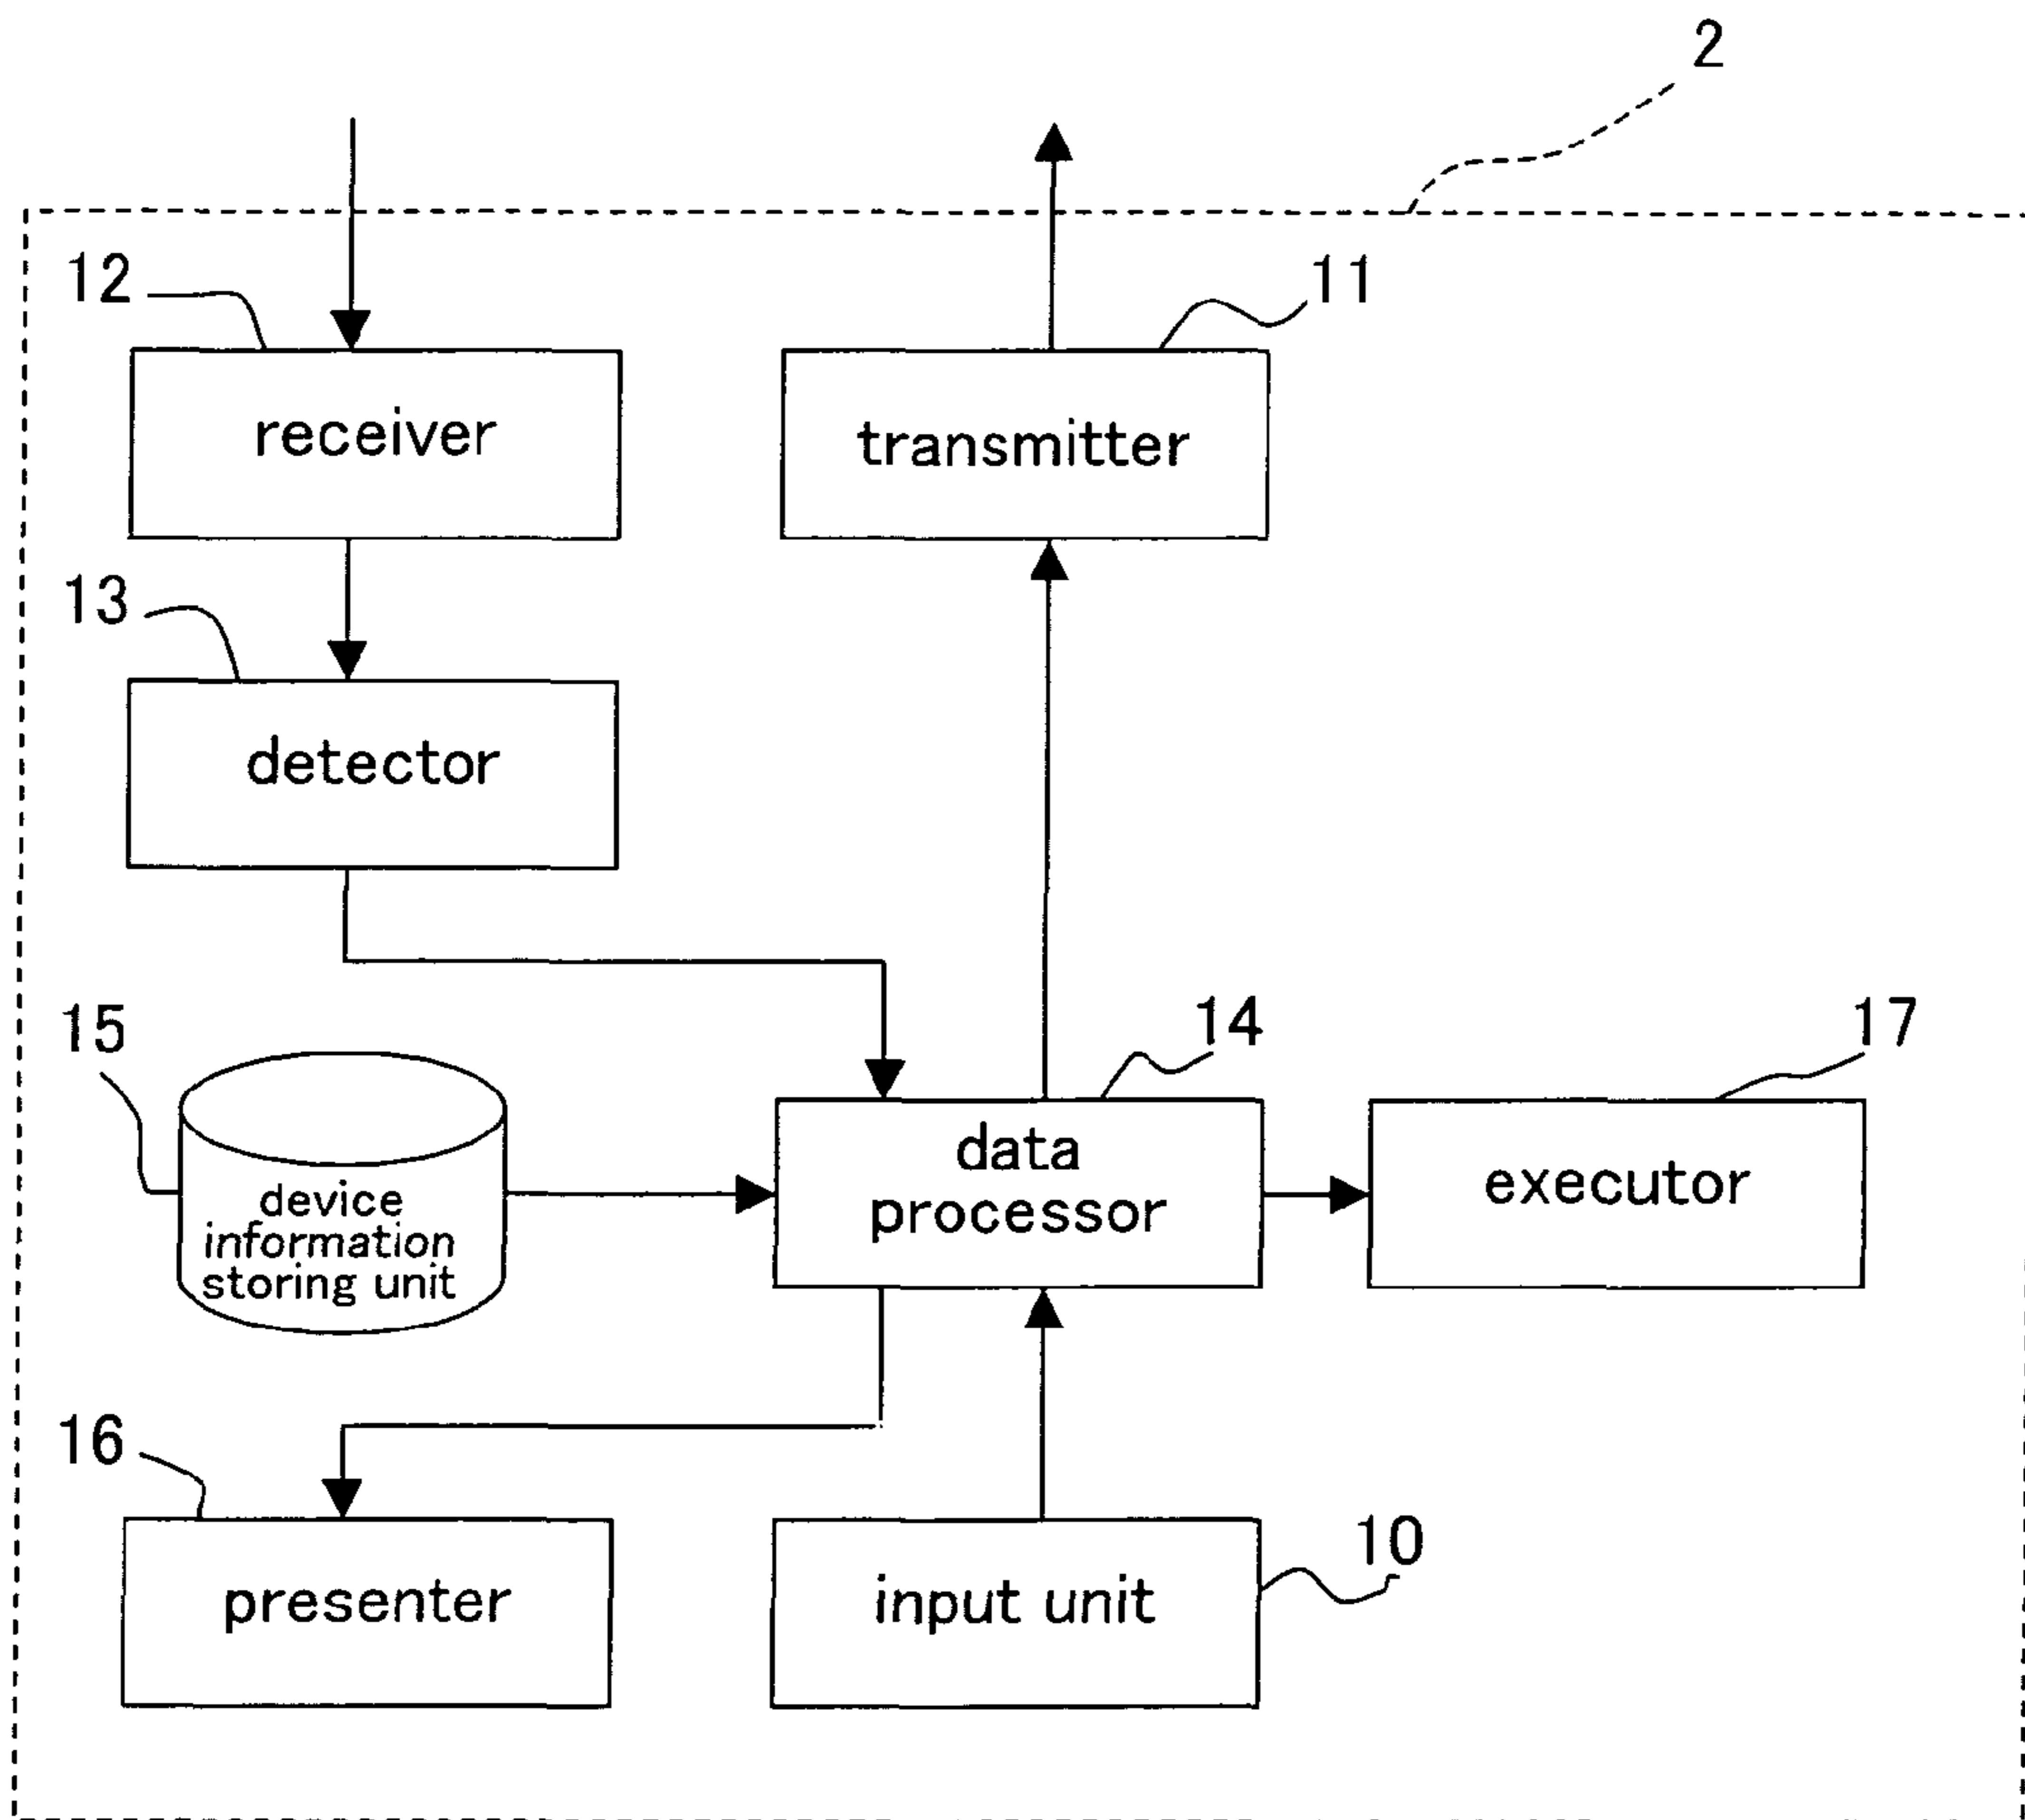 2
12
11
receiver
transmitter
13
detector
15
14
17
device
information
storing unit
data
processor
executor
16
10
presenter
input unit